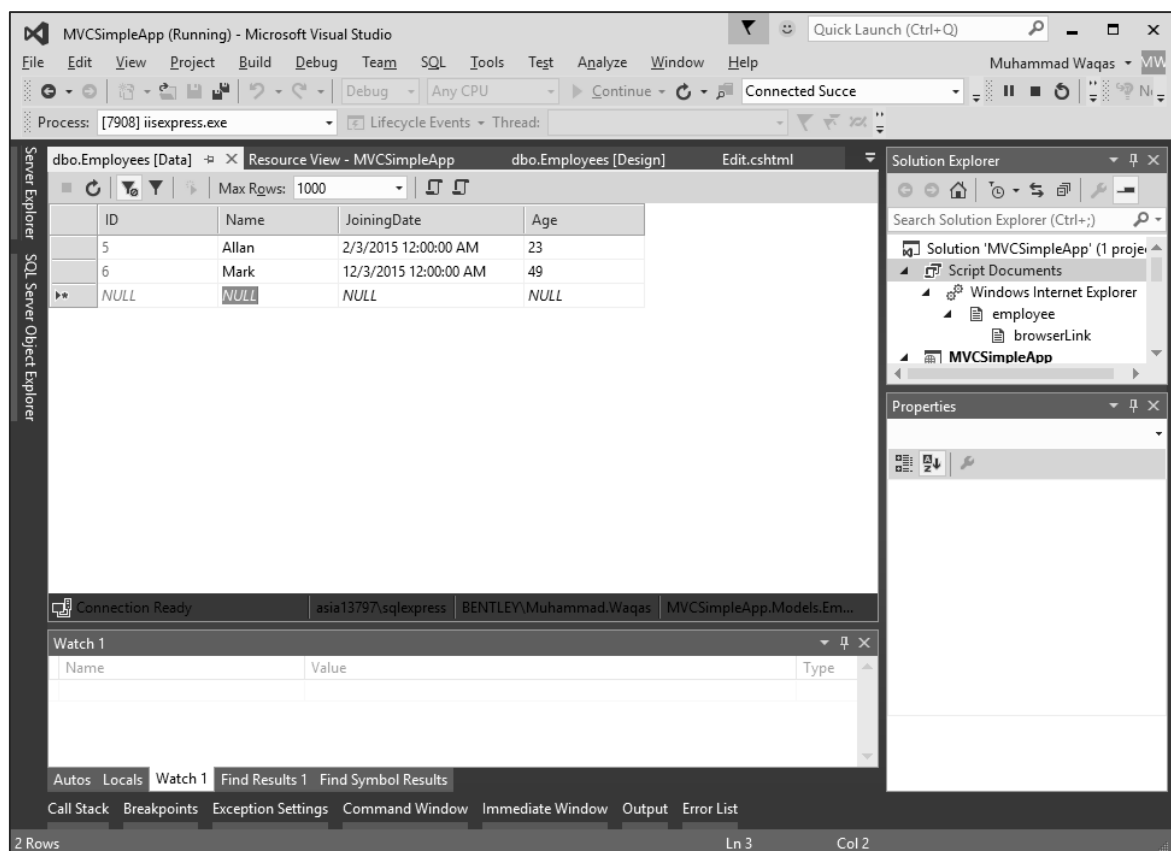 MVCSimpleApp (Running) - Microsoft Visual Studio
Quick Launch (Ctrl+Q)
File Edit View Project Build Debug Team SQL Tools Test Analyze Window Help
Muhammad Waqas MW
Debug Any CPU Continue Connected Succe
Process: [7908] iisexpress.exe Lifecycle Events Thread:
Server Explorer
SQL Server Object Explorer
dbo.Employees [Data] Resource View - MVCSimpleApp dbo.Employees [Design] Edit.cshtml
Max Rows: 1000
ID Name JoiningDate Age
5 Allan 2/3/2015 12:00:00 AM 23
6 Mark 12/3/2015 12:00:00 AM 49
NULL NULL NULL NULL
Connection Ready asia13797\sqlexpress BENTLEY\Muhammad.Waqas MVCSimpleApp.Models.Em...
Solution Explorer
Search Solution Explorer (Ctrl+;)
Solution 'MVCSimpleApp' (1 proje
Script Documents
Windows Internet Explorer
employee
browserLink
MVCSimpleApp
Properties
Watch 1
Name Value Type
Autos Locals Watch 1 Find Results 1 Find Symbol Results
Call Stack Breakpoints Exception Settings Command Window Immediate Window Output Error List
2 Rows Ln 3 Col 2